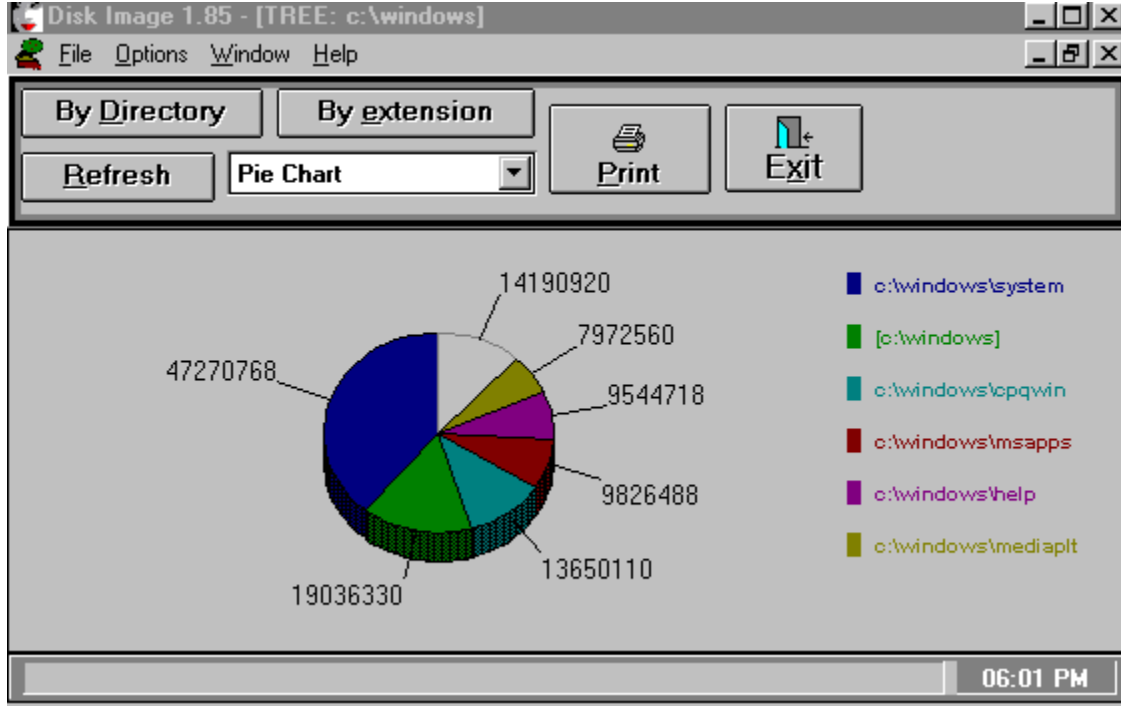 Disk Image 1.85 - [TREE: c:\windows]
File Options Window Help
By Directory By extension
Refresh Pie Chart Print Exit
14190920
7972560
47270768
9544718
9826488
13650110
19036330
c:\windows\system
[c:\windows]
c:\windows\cpqwin
c:\windows\msapps
c:\windows\help
c:\windows\mediaplt
06:01 PM